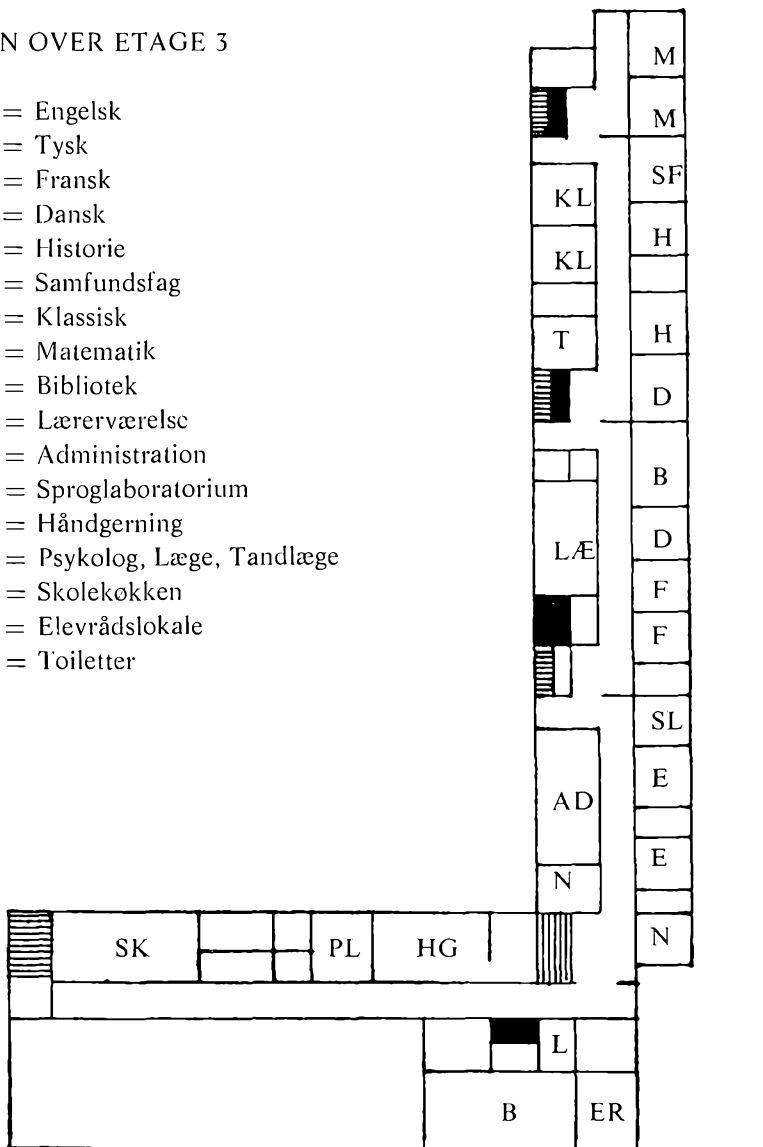 N OVER ETAGE 3
= Engelsk
= Tysk
= Fransk
= Dansk
= Historie
= Samfundsfag
= Klassisk
= Matematik
= Bibliotek
= Lærerværelse
= Administration
= Sproglaboratorium
= Håndgerning
= Psykolog, Læge, Tandlæge
= Skolekøkken
= Elevrådslokale
= Toiletter
M
M
SF
KL
H
KL
T
H
D
B
LÆ
D
F
F
SL
AD
E
E
N
N
SK
PL
HG
L
B
ER